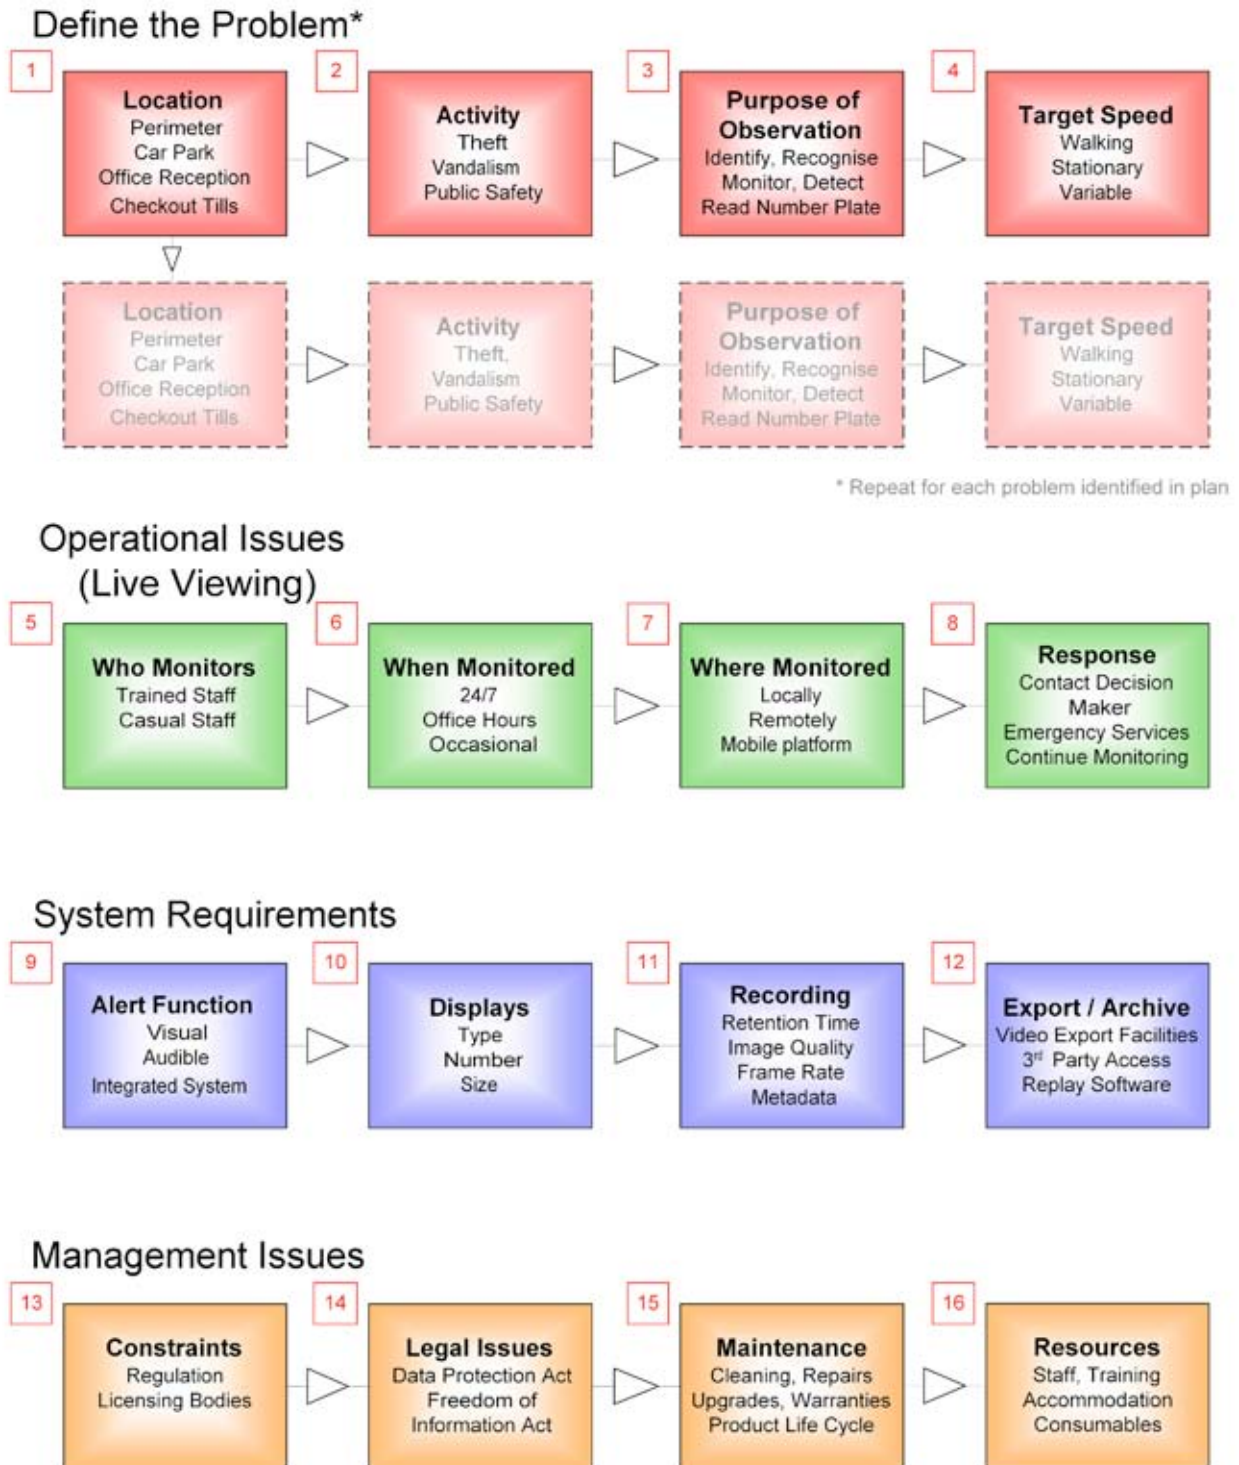 Define the Problem*
1
Location
Perimeter
Car Park
Office Reception
Checkout Tills
2
Activity
Theft
Vandalism
Public Safety
3
Purpose of
Observation
Identify, Recognise
Monitor, Detect
Read Number Plate
4
Target Speed
Walking
Stationary
Variable
Location
Perimeter
Car Park
Office Reception
Checkout Tills
Activity
Theft,
Vandalism
Public Safety
Purpose of
Observation
Identify, Recognise
Monitor, Detect
Read Number Plate
Target Speed
Walking
Stationary
Variable
* Repeat for each problem identified in plan
Operational Issues
(Live Viewing)
5
Who Monitors
Trained Staff
Casual Staff
6
When Monitored
24/7
Office Hours
Occasional
7
Where Monitored
Locally
Remotely
Mobile platform
8
Response
Contact Decision
Maker
Emergency Services
Continue Monitoring
System Requirements
9
Alert Function
Visual
Audible
Integrated System
10
Displays
Type
Number
Size
11
Recording
Retention Time
Image Quality
Frame Rate
Metadata
12
Export / Archive
Video Export Facilities
3rd Party Access
Replay Software
Management Issues
13
Constraints
Regulation
Licensing Bodies
14
Legal Issues
Data Protection Act
Freedom of
Information Act
15
Maintenance
Cleaning, Repairs
Upgrades, Warranties
Product Life Cycle
16
Resources
Staff, Training
Accommodation
Consumables